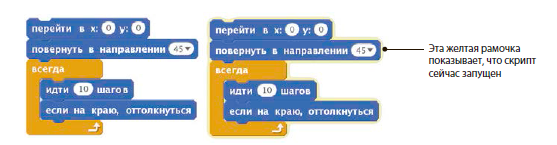 перейти в x: 0 y: 0
повернуть в направлении 45
всегда
идти 10 шагов
если на краю, оттолкнуться
перейти в x: 0 y: 0
повернуть в направлении 45
всегда
идти 10 шагов
если на краю, оттолкнуться
Эта желтая рамочка
показывает, что скрипт
сейчас запущен